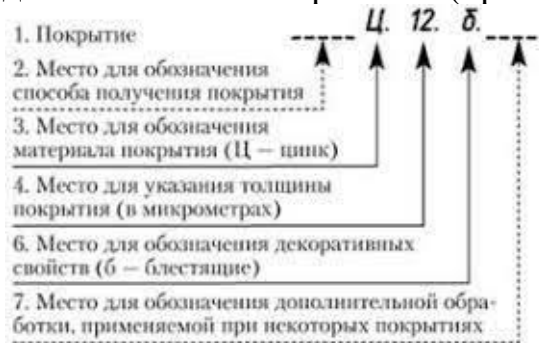 1. Покрытие
Ц. 12. б.
2. Место для обозначения
способа получения покрытия
3. Место для обозначения
материала покрытия (Ц — цинк)
4. Место для указания толщины
покрытия (в микрометрах)
6. Место для обозначения декоративных
свойств (б — блестящие)
7. Место для обозначения дополнительной обра-
ботки, применяемой при некоторых покрытиях